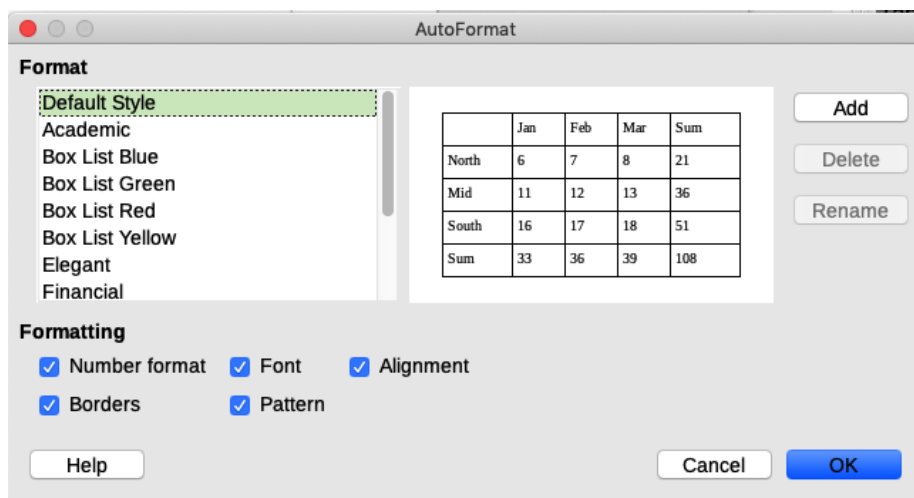 AutoFormat
Format
Default Style
Academic
Box List Blue
Box List Green
Box List Red
Box List Yellow
Elegant
Financial
Jan Feb Mar Sum
North 6 7 8 21
Mid 11 12 13 36
South 16 17 18 51
Sum 33 36 39 108
Add
Delete
Rename
Formatting
Number format Font Alignment
Borders Pattern
Help Cancel OK